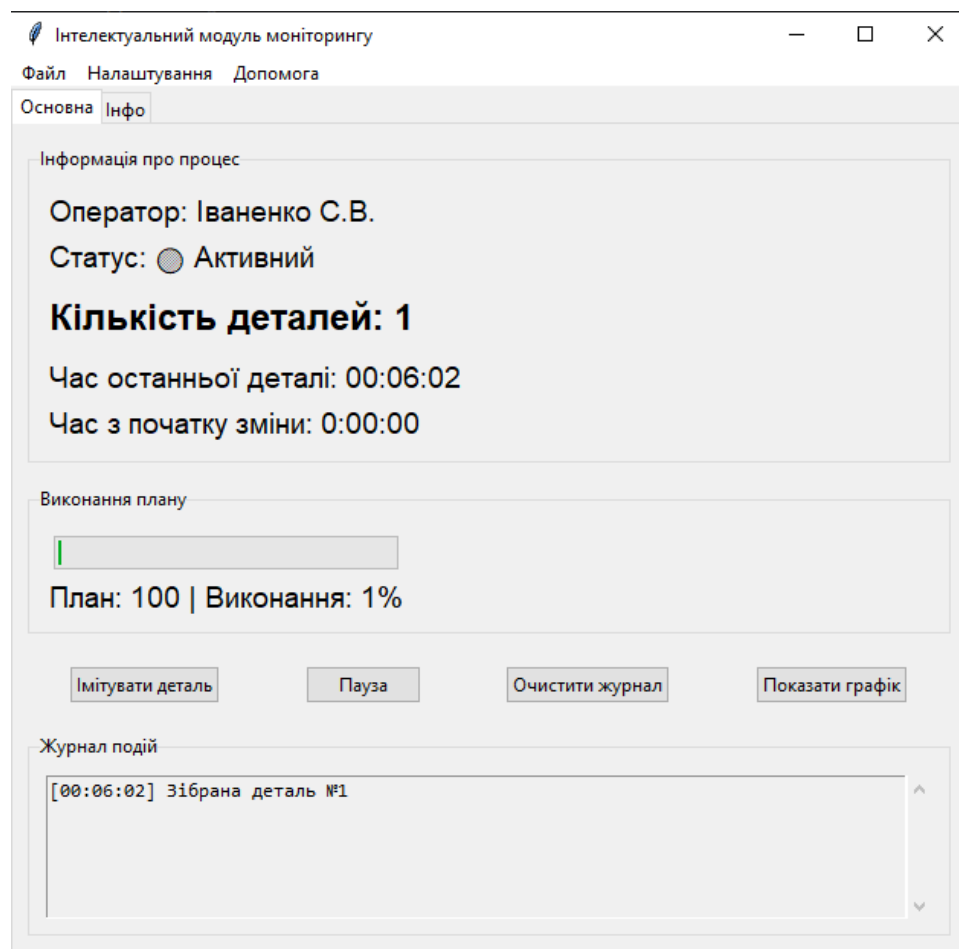 Інтелектуальний модуль моніторингу
Файл Налаштування Допомога
Основна Інфо
Інформація про процес
Оператор: Іваненко С.В.
Статус: Активний
Кількість деталей: 1
Час останньої деталі: 00:06:02
Час з початку зміни: 0:00:00
Виконання плану
План: 100 | Виконання: 1%
Імітувати деталь Пауза Очистити журнал Показати графік
Журнал подій
[00:06:02] Зібрана деталь №1